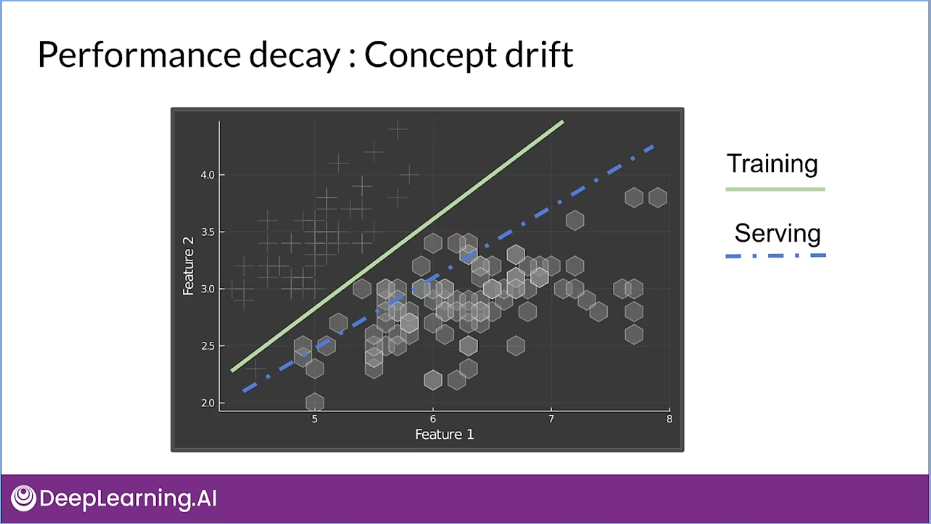 Performance decay : Concept drift
Training
Serving
4.0
3.5
3.0
2.5
2.0
Feature 2
5
6
7
8
Feature 1
DeepLearning.AI